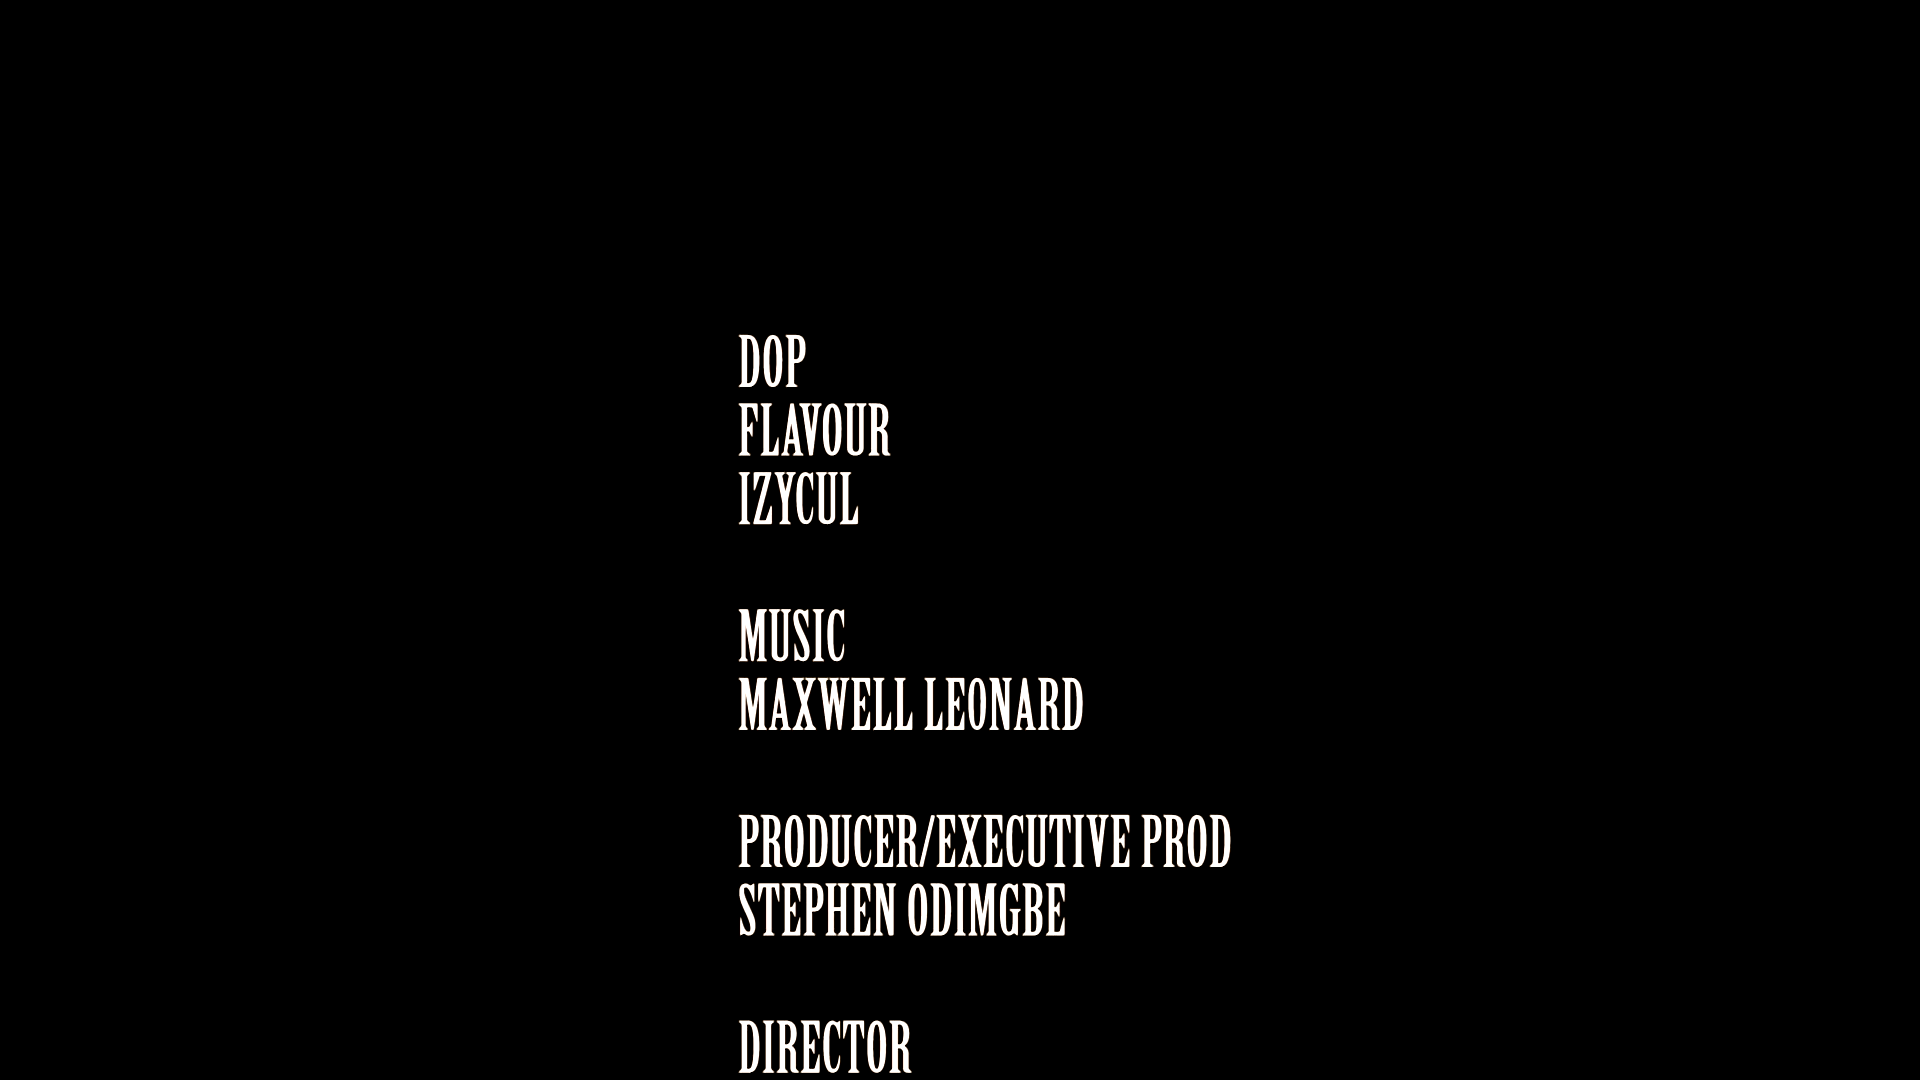 DOP
FLAVOUR
IZYCUL
MUSIC
MAXWELL LEONARD
PRODUCER/EXECUTIVE PROD
STEPHEN ODIMGBE
DIRECTOR